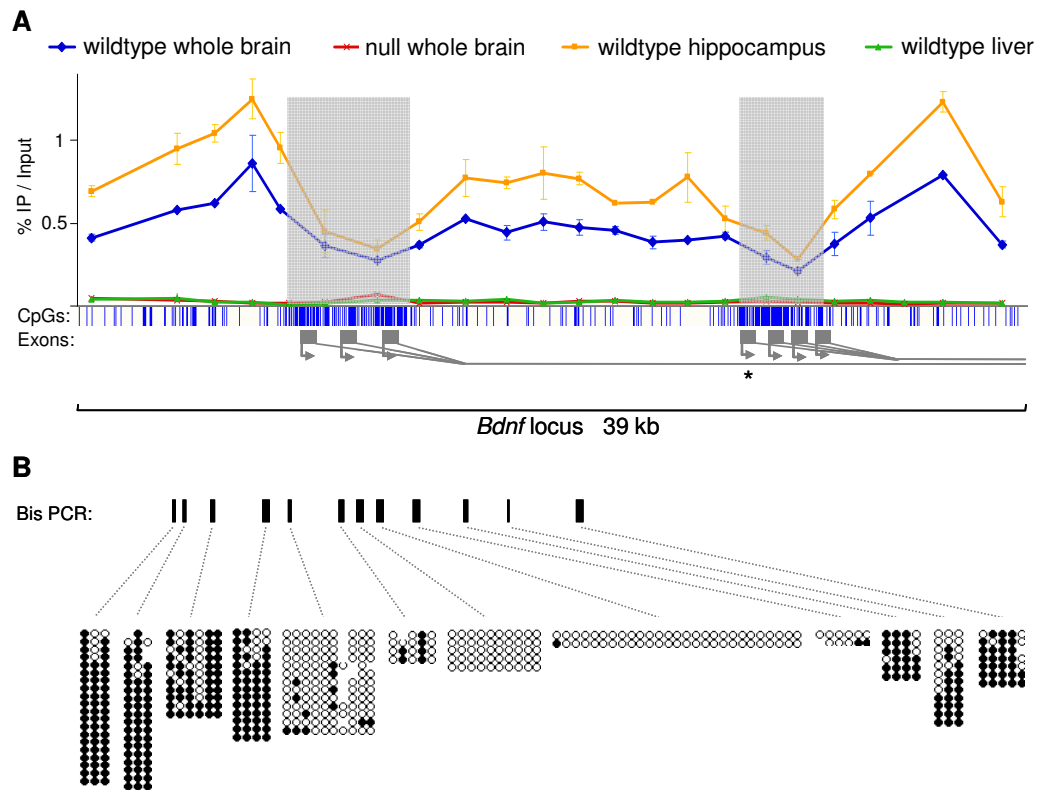 A
wildtype whole brain null whole brain wildtype hippocampus wildtype liver
% IP / Input
1
0.5
CpGs:
Exons:
*
Bdnf locus 39 kb
B
Bis PCR: